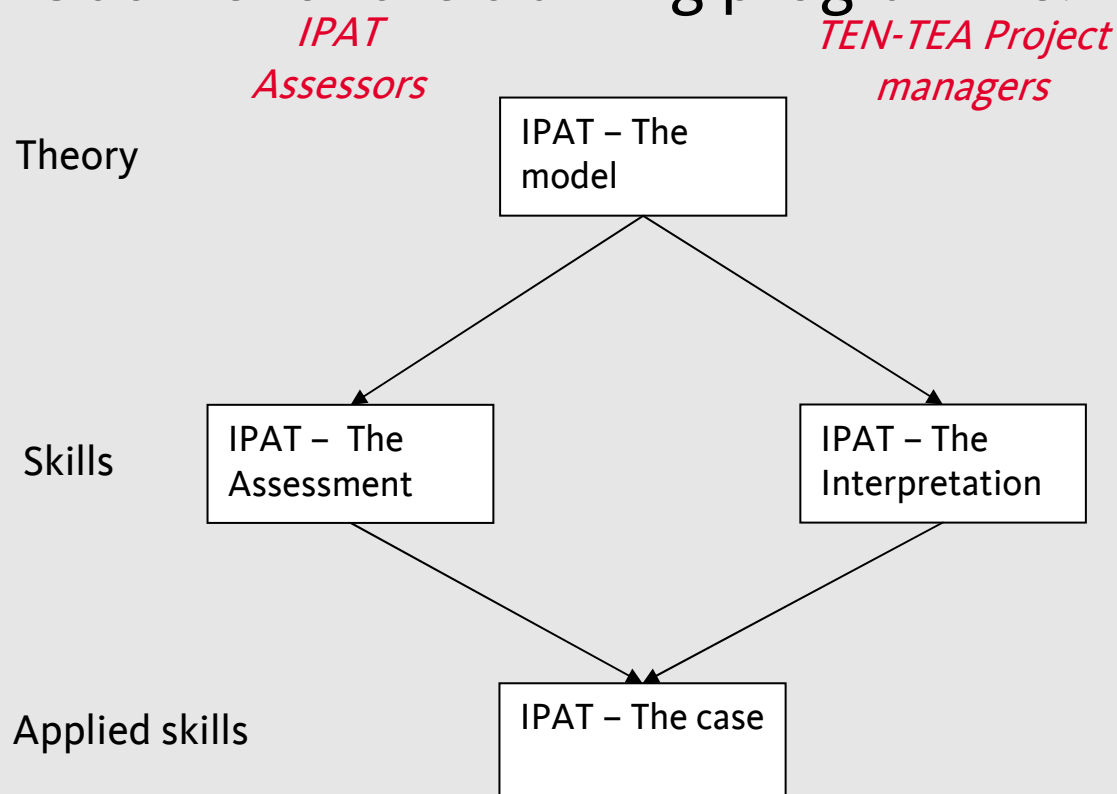 IPAT
Assessors
TEN-TEA Project
managers
Theory
IPAT – The
model
Skills
IPAT –  The
Assessment
IPAT – The
Interpretation
Applied skills
IPAT – The case